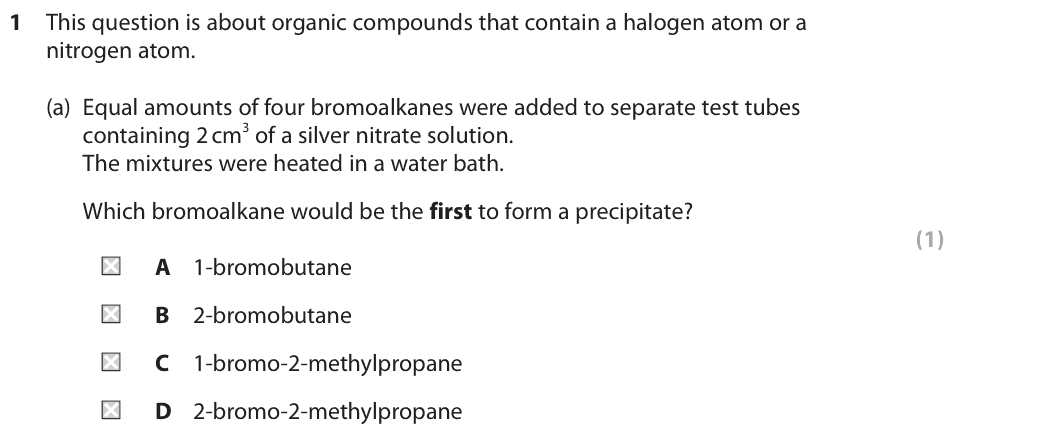 1 This question is about organic compounds that contain a halogen atom or a
nitrogen atom.
(a) Equal amounts of four bromoalkanes were added to separate test tubes
containing 2 cm³ of a silver nitrate solution.
The mixtures were heated in a water bath.
Which bromoalkane would be the first to form a precipitate?
(1)
A 1-bromobutane
B 2-bromobutane
C 1-bromo-2-methylpropane
D 2-bromo-2-methylpropane